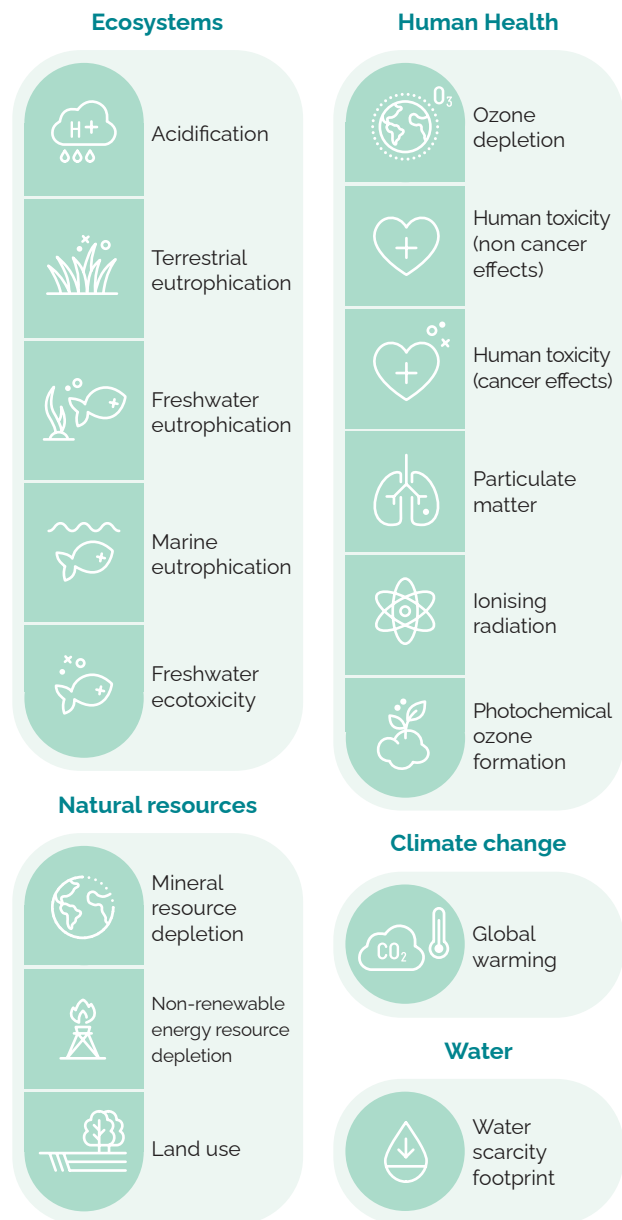 Ecosystems
H+
Acidification
Terrestrial
eutrophication
Freshwater
eutrophication
Marine
eutrophication
Freshwater
ecotoxicity
Natural resources
Mineral
resource
depletion
Non-renewable
energy resource
depletion
Land use
Human Health
O₃
Ozone
depletion
Human toxicity
(non cancer
effects)
Human toxicity
(cancer effects)
Particulate
matter
Ionising
radiation
Photochemical
ozone
formation
Climate change
CO₂
Global
warming
Water
Water
scarcity
footprint